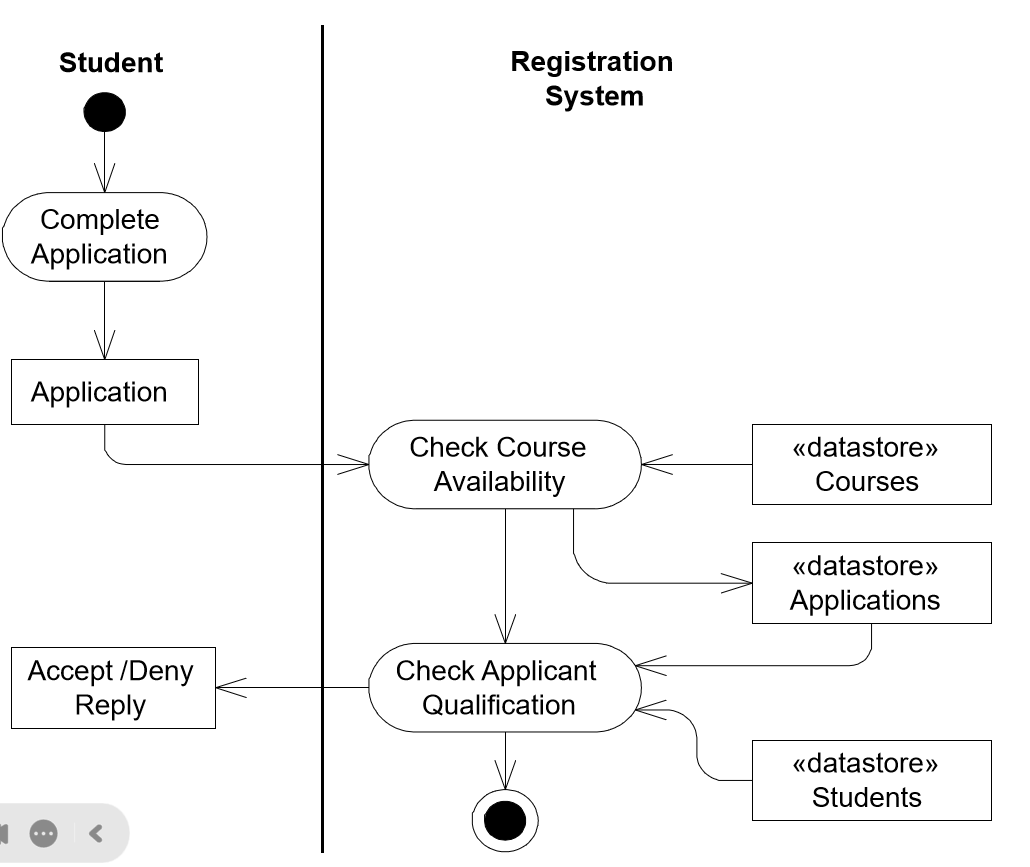 Student
Registration
System
Complete
Application
Application
Check Course
Availability
«datastore»
Courses
«datastore»
Applications
Accept /Deny
Reply
Check Applicant
Qualification
«datastore»
Students